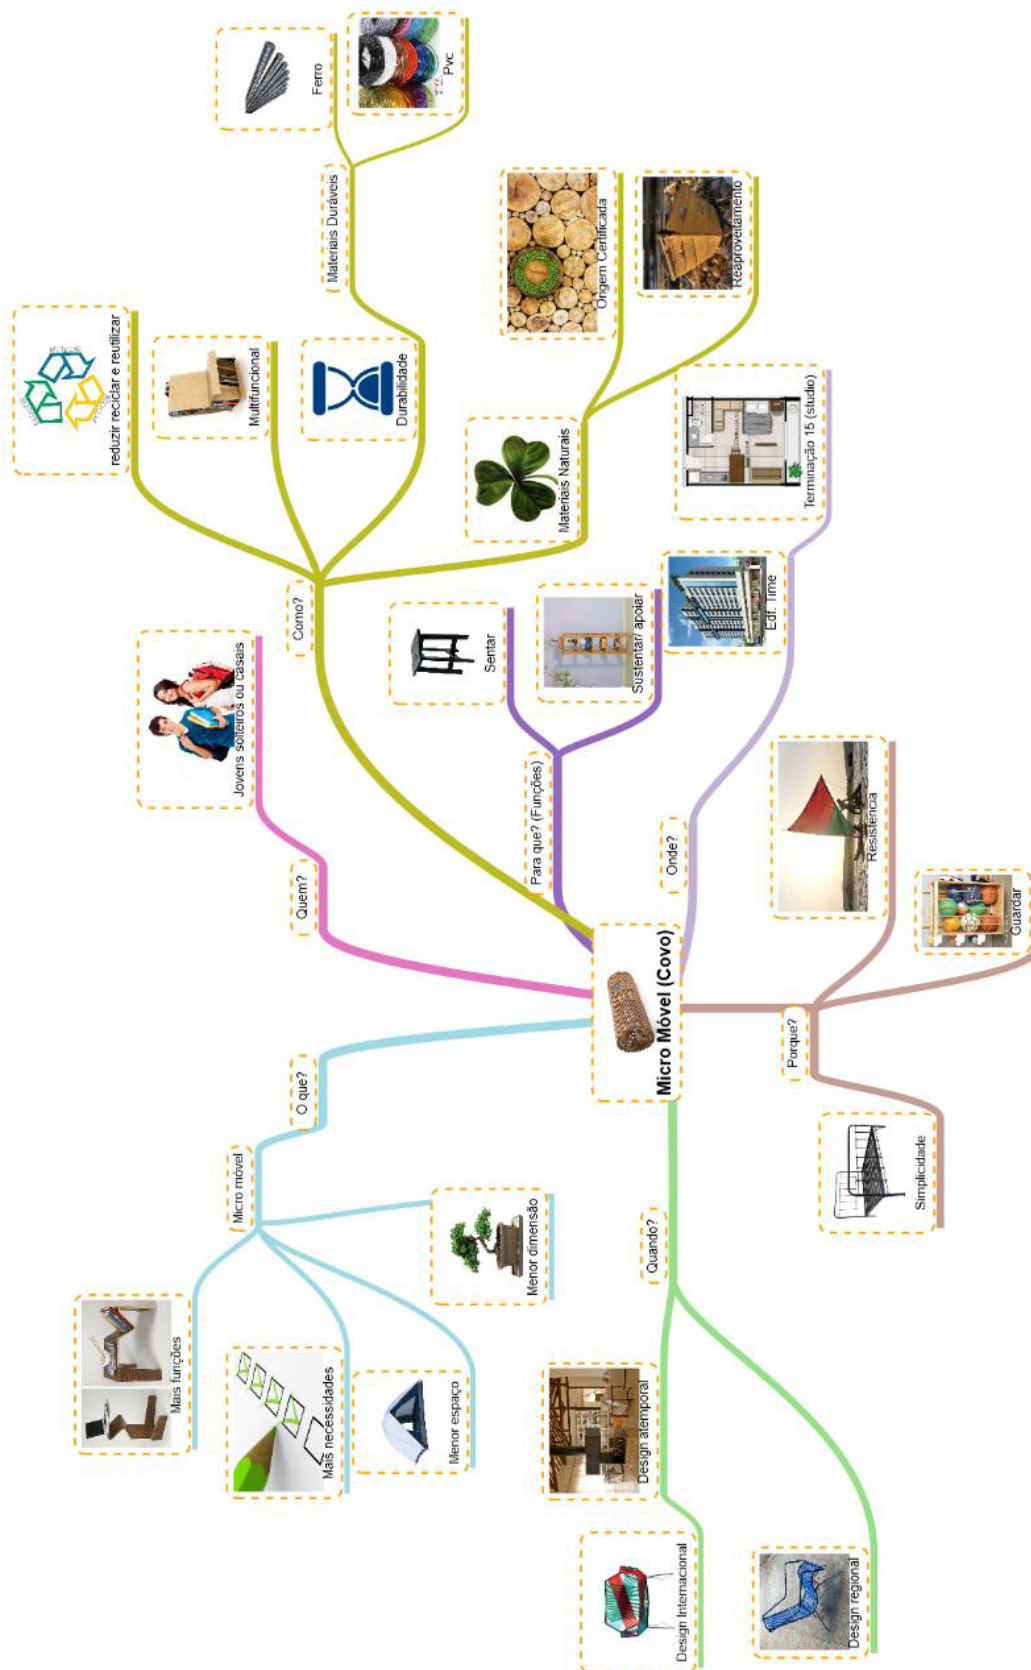 Micro Móvel (Covo)
O que?
Micro móvel
Mais funções
Mais necessidades
Menor espaço
Menor dimensão
Quem?
Jovens solteiros ou casais
Como?
reduzir reciclar e reutilizar
Multifuncional
Durabilidade
Materiais Duráveis
Ferro
Pvc
Materiais Naturais
Origem Certificada
Reaproveitamento
Para que? (Funções)
Sentar
Sustentar/ apoiar
Onde?
Edf. Time
Terminação 15 (studio)
Porque?
Resistencia
Guardar
Simplicidade
Quando?
Design atemporal
Design Internacional
Design regional